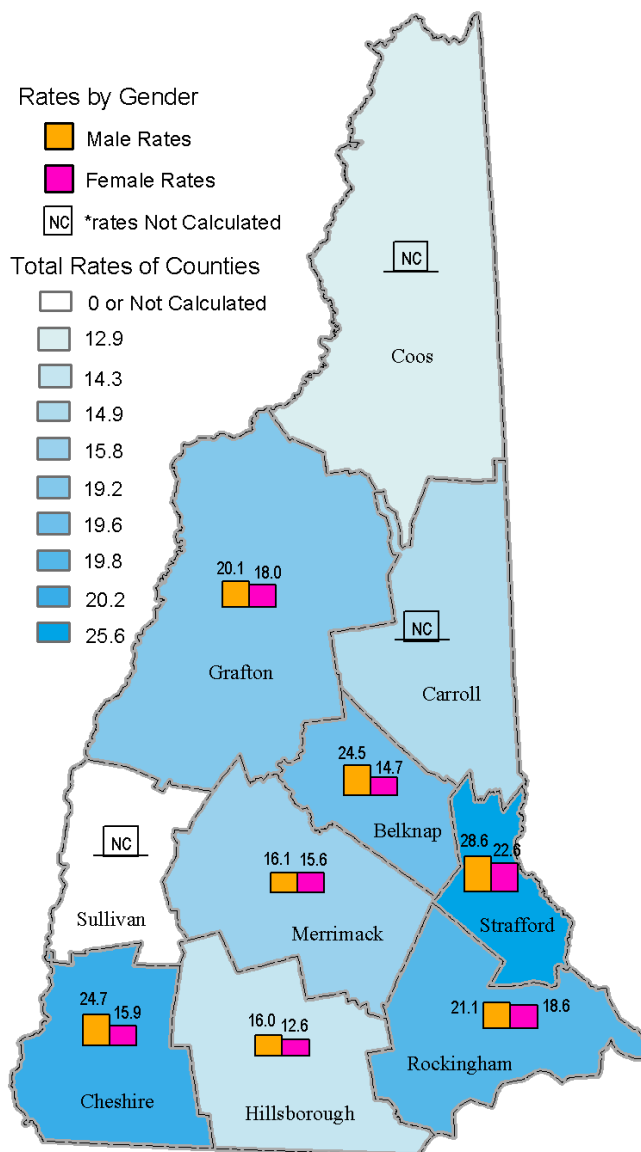 Rates by Gender
Male Rates
Female Rates
NC *rates Not Calculated
Total Rates of Counties
0 or Not Calculated
12.9
14.3
14.9
15.8
19.2
19.6
19.8
20.2
25.6
NC
Coos
20.1 18.0
Grafton
NC
Carroll
24.5 14.7
Belknap
NC
Sullivan
16.1 15.6
Merrimack
28.6 22.6
Strafford
24.7 15.9
Cheshire
16.0 12.6
Hillsborough
21.1 18.6
Rockingham